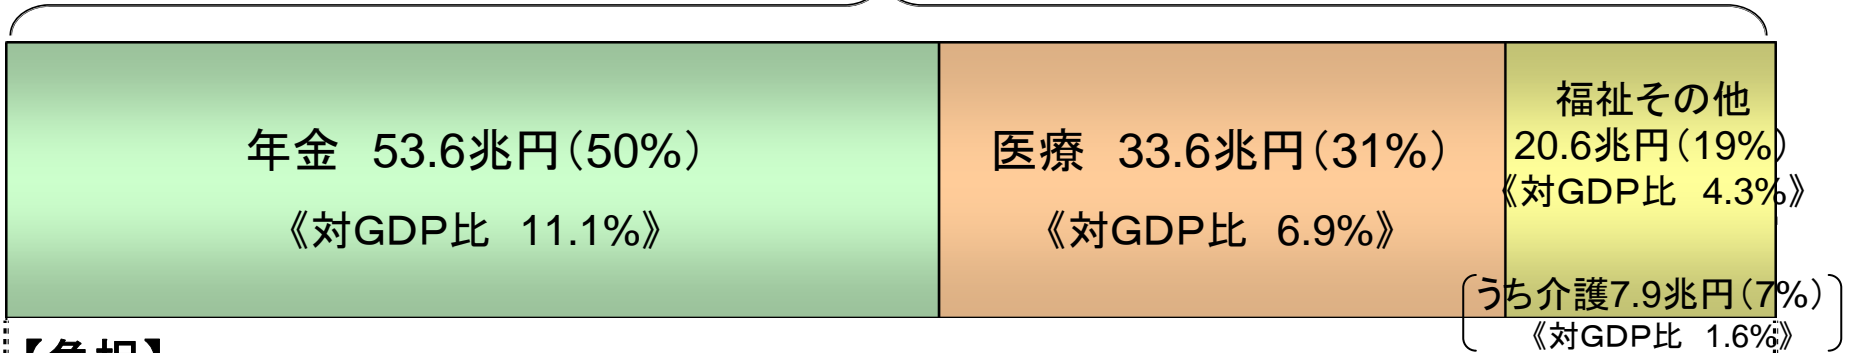 年金　53.6兆円（50%）
《対GDP比　11.1%》
医療　33.6兆円（31%）
《対GDP比　6.9%》
福祉その他
20.6兆円（19%）
《対GDP比　4.3%》
うち介護7.9兆円（7%）
《対GDP比　1.6%》
【負担】